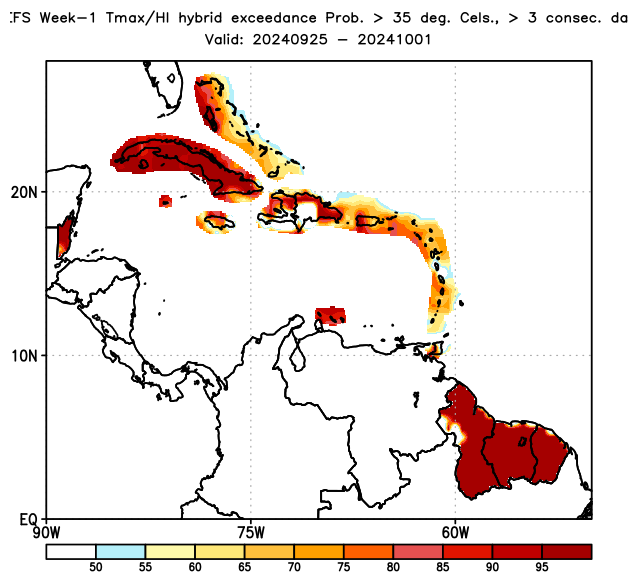 EFS Week-1 Tmax/HI hybrid exceedance Prob. > 35 deg. Cels., > 3 consec. da
Valid: 20240925 - 20241001
20N
10N
EQ
90W 75W 60W
50 55 60 65 70 75 80 85 90 95